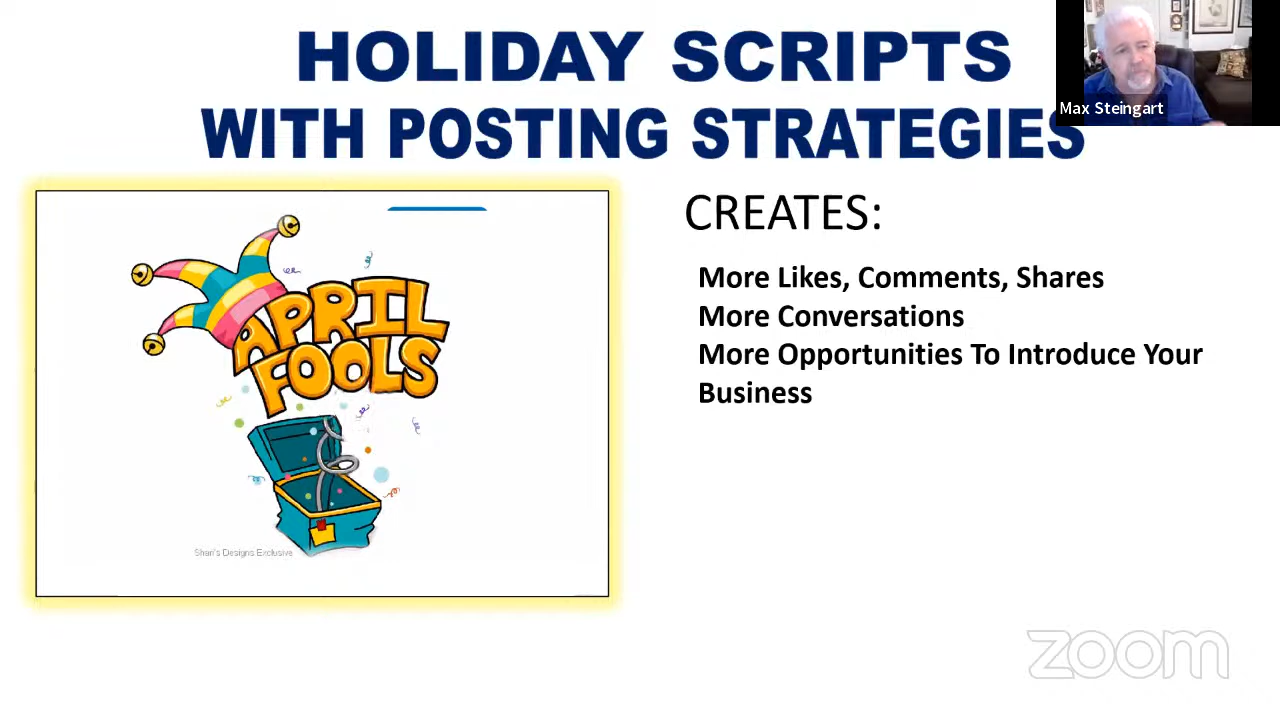 HOLIDAY SCRIPTS
WITH POSTING STRATEGIES
Max Steingart
CREATES:
More Likes, Comments, Shares
More Conversations
More Opportunities To Introduce Your
Business
APRIL
FOOLS
Shari's Designs Exclusive
zoom